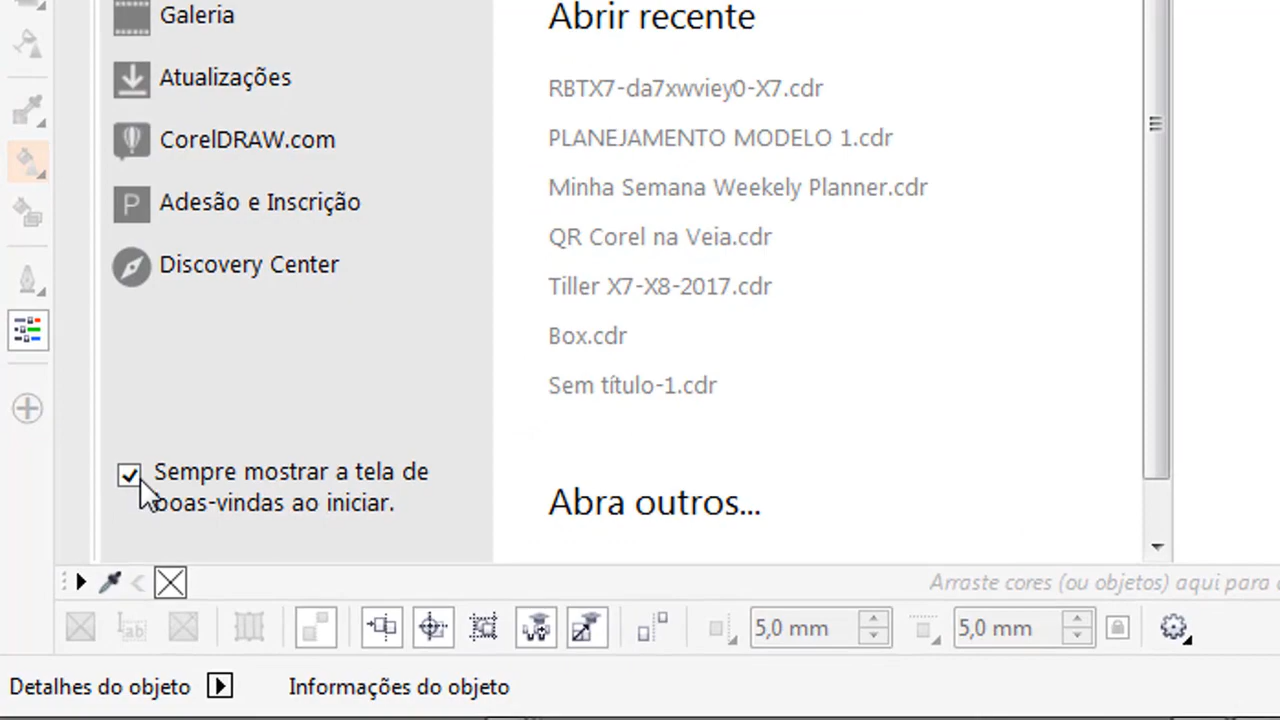 Galeria
Atualizações
CorelDRAW.com
Adesão e Inscrição
Discovery Center
Sempre mostrar a tela de
boas-vindas ao iniciar.
Abrir recente
RBTX7-da7xwviey0-X7.cdr
PLANEJAMENTO MODELO 1.cdr
Minha Semana Weekely Planner.cdr
QR Corel na Veia.cdr
Tiller X7-X8-2017.cdr
Box.cdr
Sem título-1.cdr
Abra outros...
Arraste cores (ou objetos) aqui para
ab
5,0 mm
5,0 mm
Detalhes do objeto
Informações do objeto